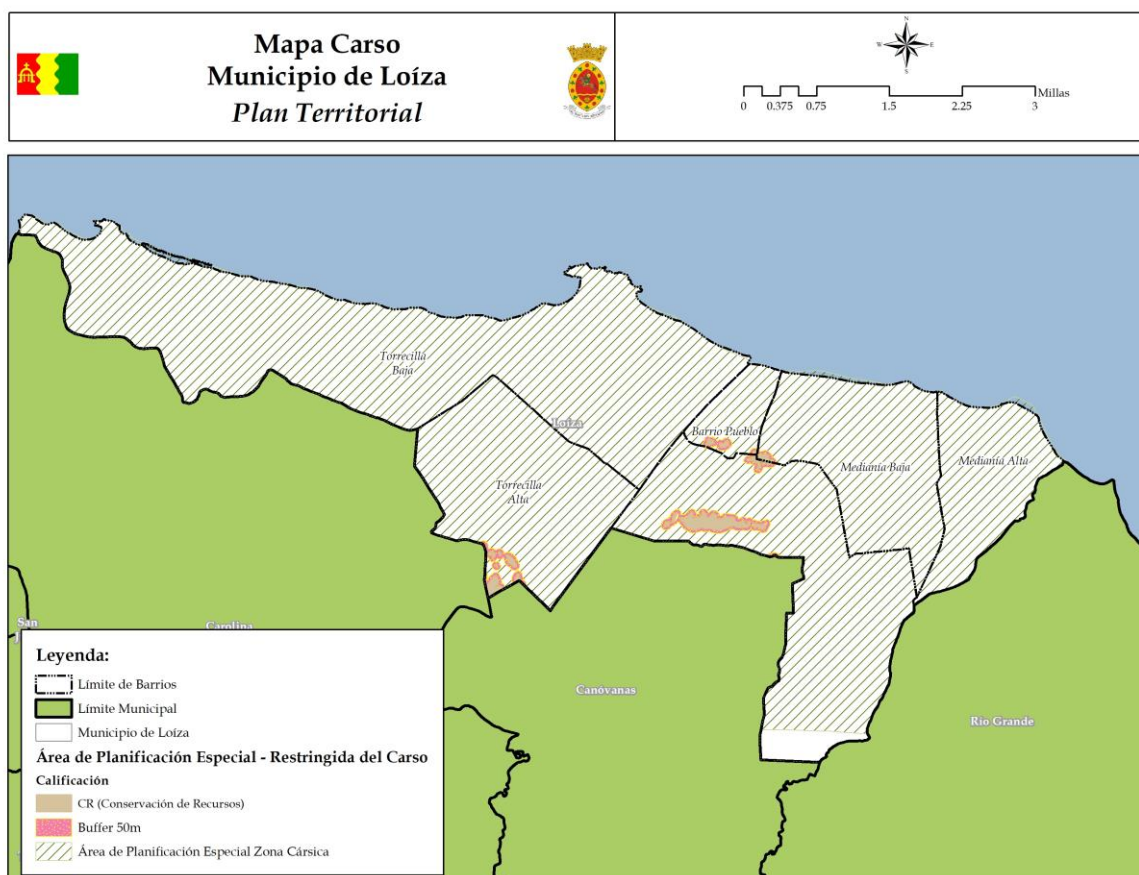 Mapa Carso
Municipio de Loíza
Plan Territorial
N
W
E
S
0
0.375
0.75
1.5
2.25
3
Millas
Torrecilla
Baja
Loíza
Barrio Pueblo
Medianía Baja
Medianía Alta
Torrecilla
Alta
San
Carolina
Canóvanas
Río Grande
Leyenda:
Límite de Barrios
Límite Municipal
Municipio de Loíza
Área de Planificación Especial - Restringida del Carso
Calificación
CR (Conservación de Recursos)
Buffer 50m
Área de Planificación Especial Zona Cársica